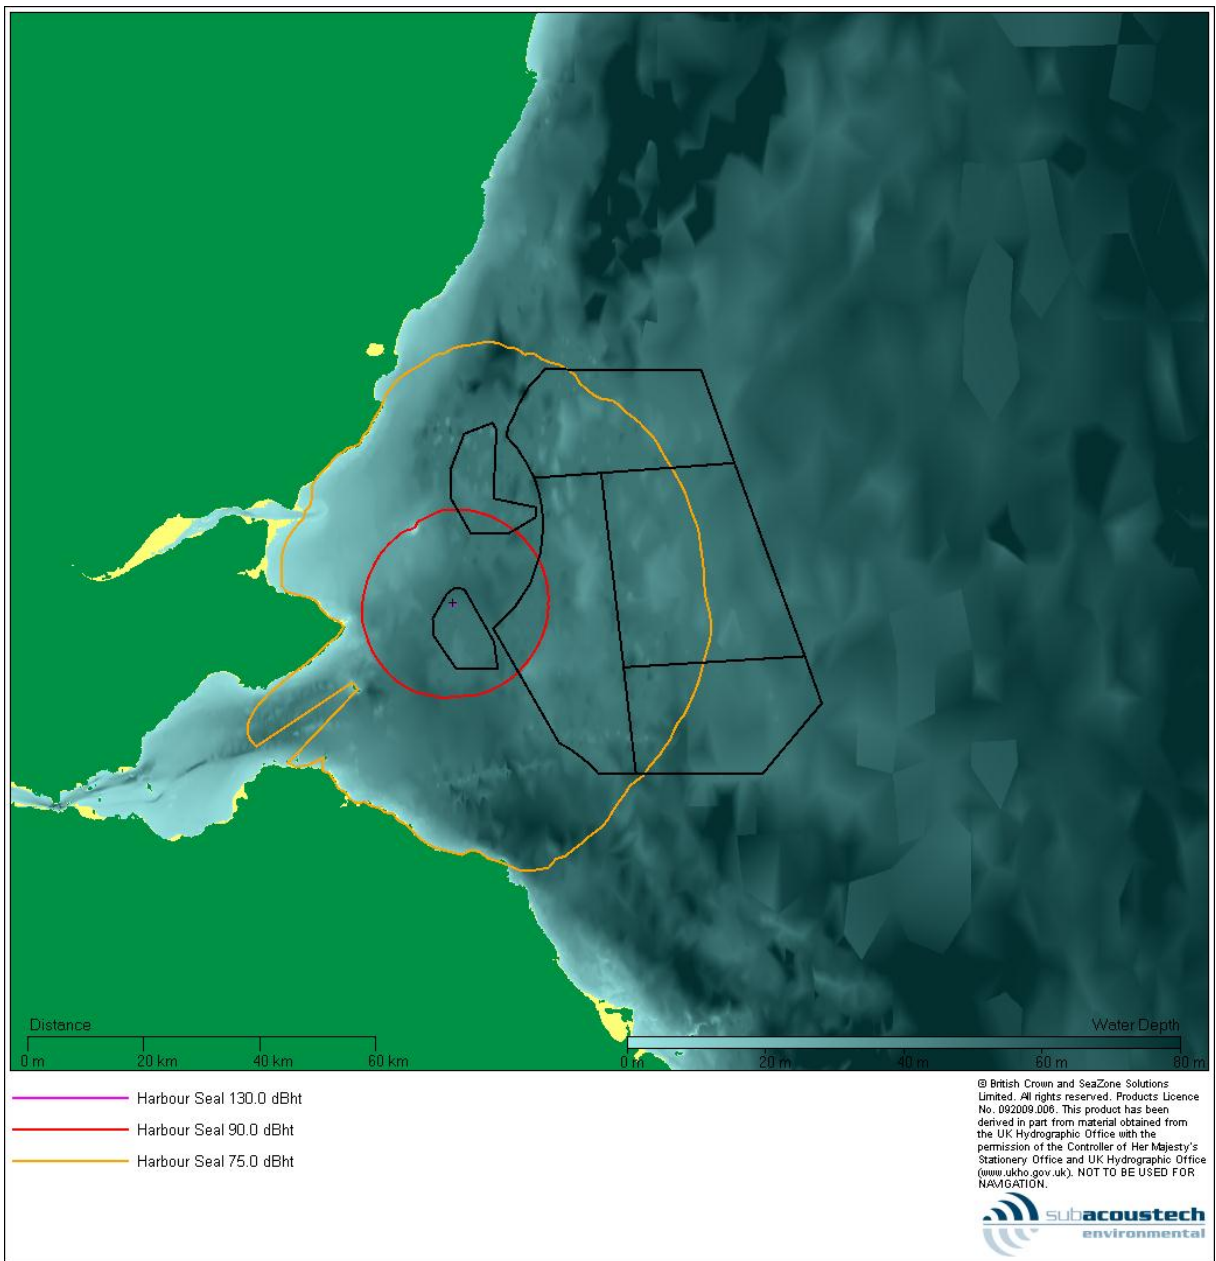 Distance
0 m
20 km
40 km
60 km
Water Depth
0 m
20 m
40 m
60 m
80 m
Harbour Seal 130.0 dBht
Harbour Seal 90.0 dBht
Harbour Seal 75.0 dBht
© British Crown and SeaZone Solutions
Limited. All rights reserved. Products Licence
No. 092009.006. This product has been
derived in part from material obtained from
the UK Hydrographic Office with the
permission of the Controller of Her Majesty's
Stationery Office and UK Hydrographic Office
(www.ukho.gov.uk). NOT TO BE USED FOR
NAVIGATION.
subacoustech
environmental